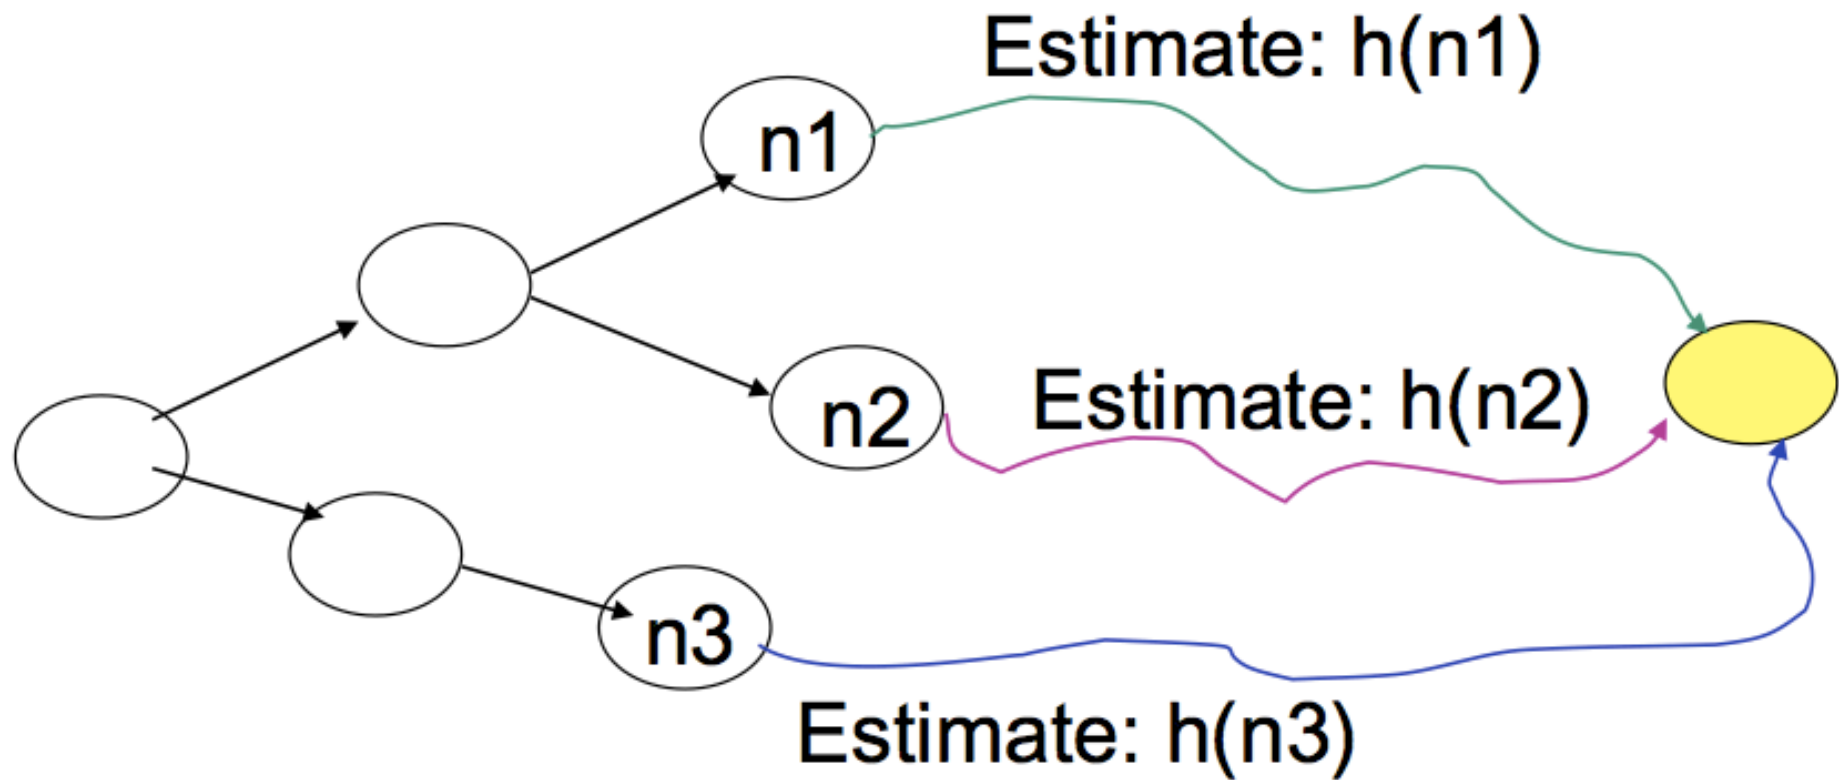 Estimate: h(n1)
n1
Estimate: h(n2)
n2
n3
Estimate: h(n3)